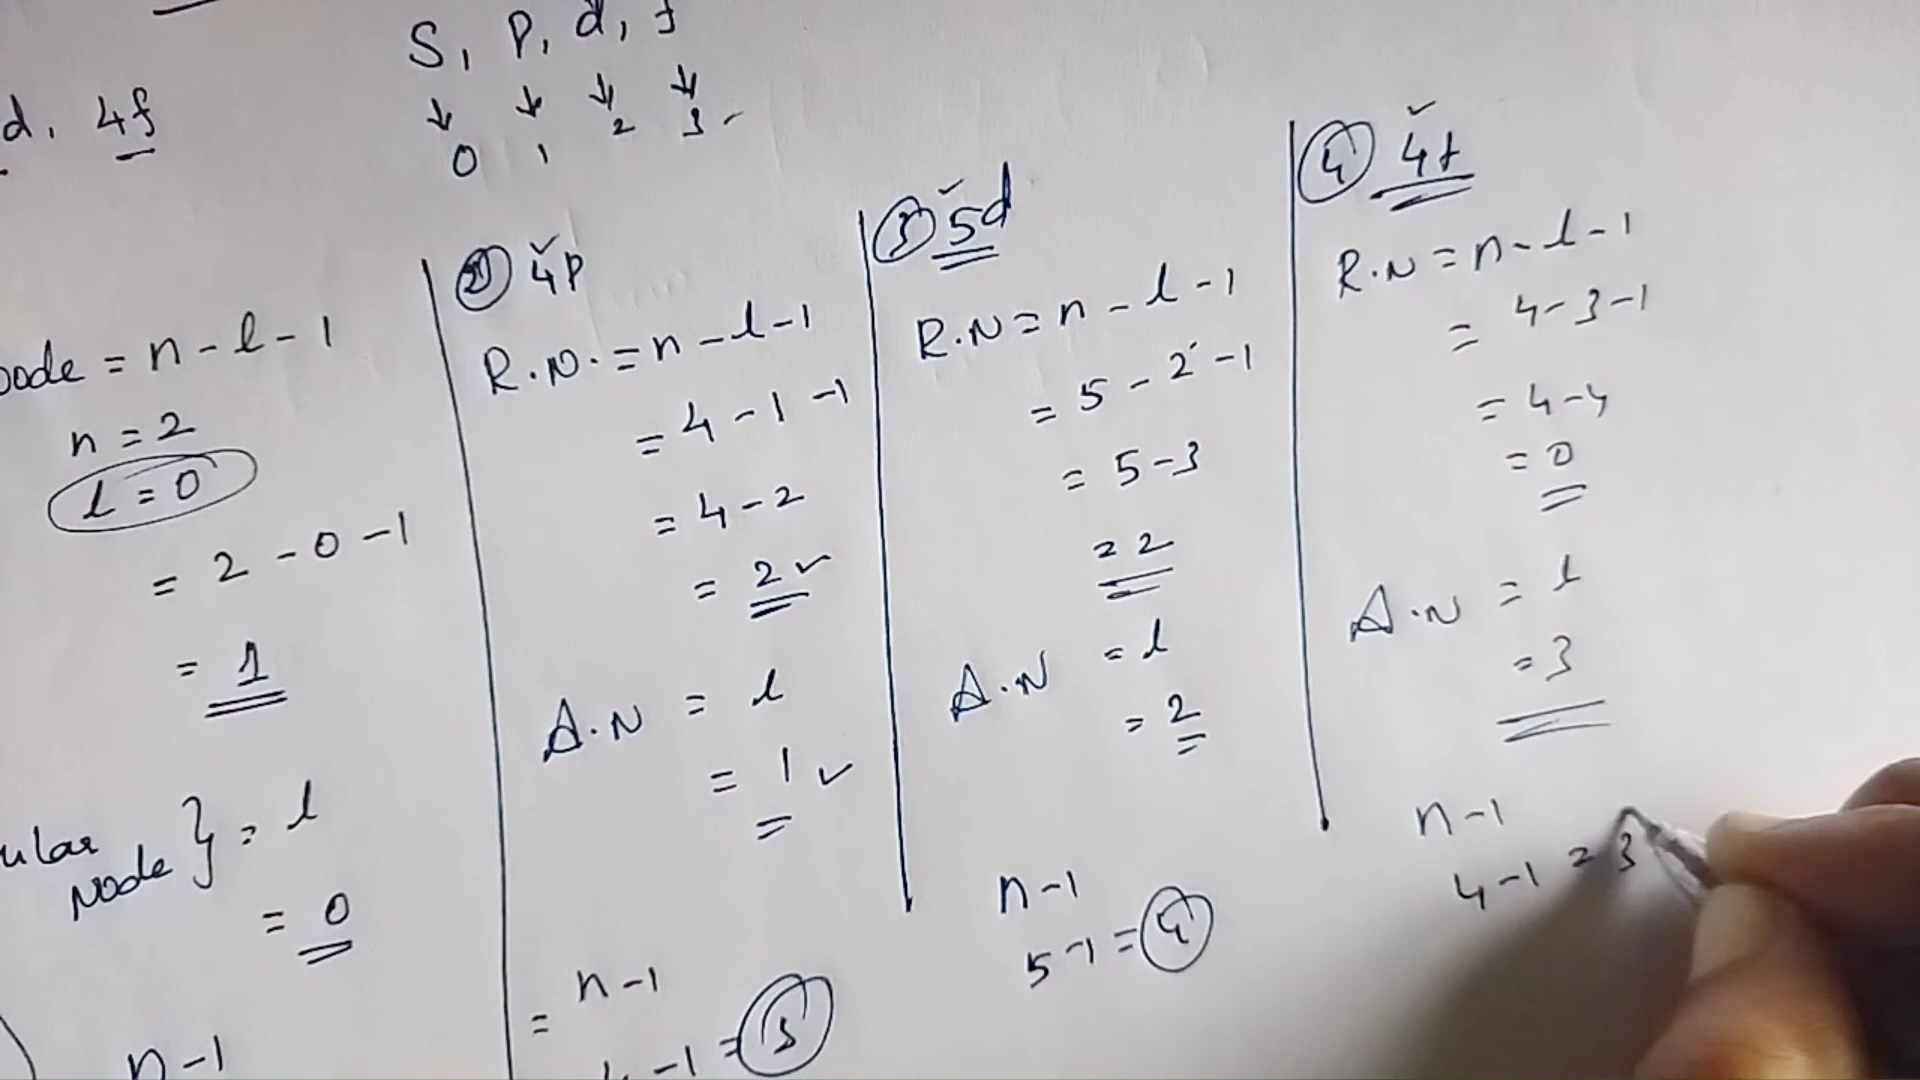 S, P, d, f
↓ ↓ ↓ ↓
0 1 2 3
d, 4f
ode = n - l - 1
n = 2
l = 0
= 2 - 0 - 1
= 1
ular
Node } = l
= 0
n - 1
2) 4P
R.N. = n - l - 1
= 4 - 1 - 1
= 4 - 2
= 2 ✓
A.N = l
= 1 ✓
= n - 1
4 - 1 = 3
3) 5d
R.N = n - l - 1
= 5 - 2 - 1
= 5 - 3
= 2
A.N = l
= 2
n - 1
5 - 1 = 4
4) 4f
R.N = n - l - 1
= 4 - 3 - 1
= 4 - 4
= 0
A.N = l
= 3
n - 1
4 - 1 = 3